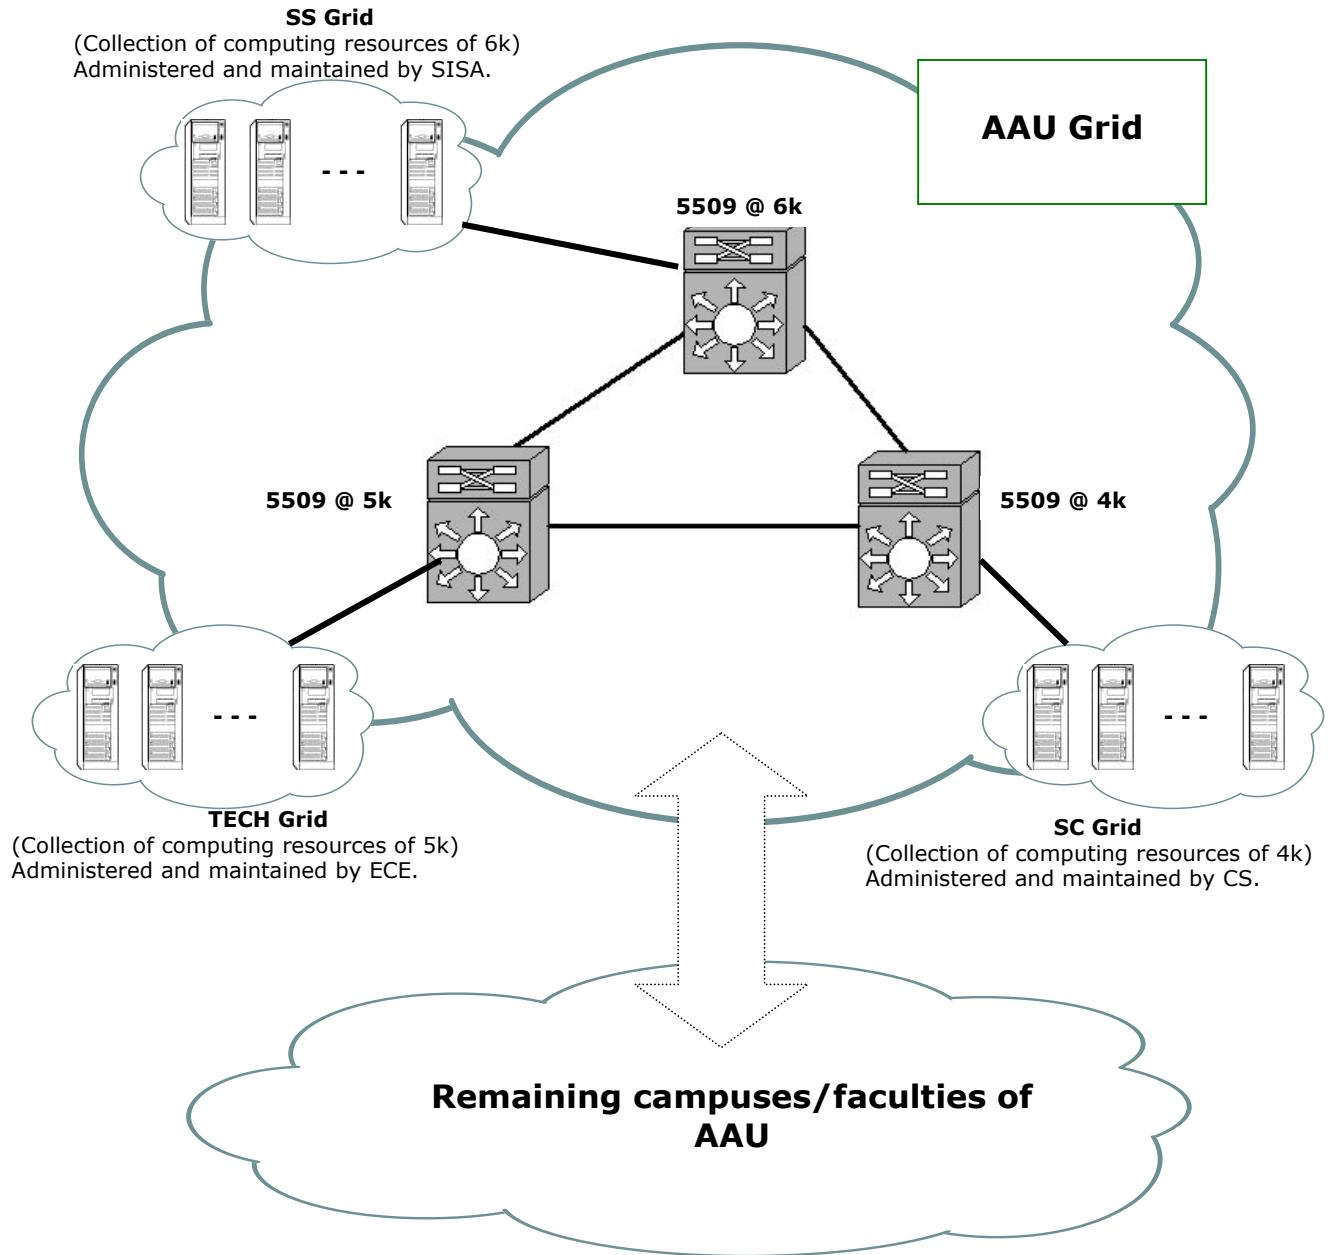 SS Grid
(Collection of computing resources of 6k)
Administered and maintained by SISA.
AAU Grid
- - -
5509 @ 6k
5509 @ 5k
5509 @ 4k
- - -
- - -
TECH Grid
(Collection of computing resources of 5k)
Administered and maintained by ECE.
SC Grid
(Collection of computing resources of 4k)
Administered and maintained by CS.
Remaining campuses/faculties of
AAU